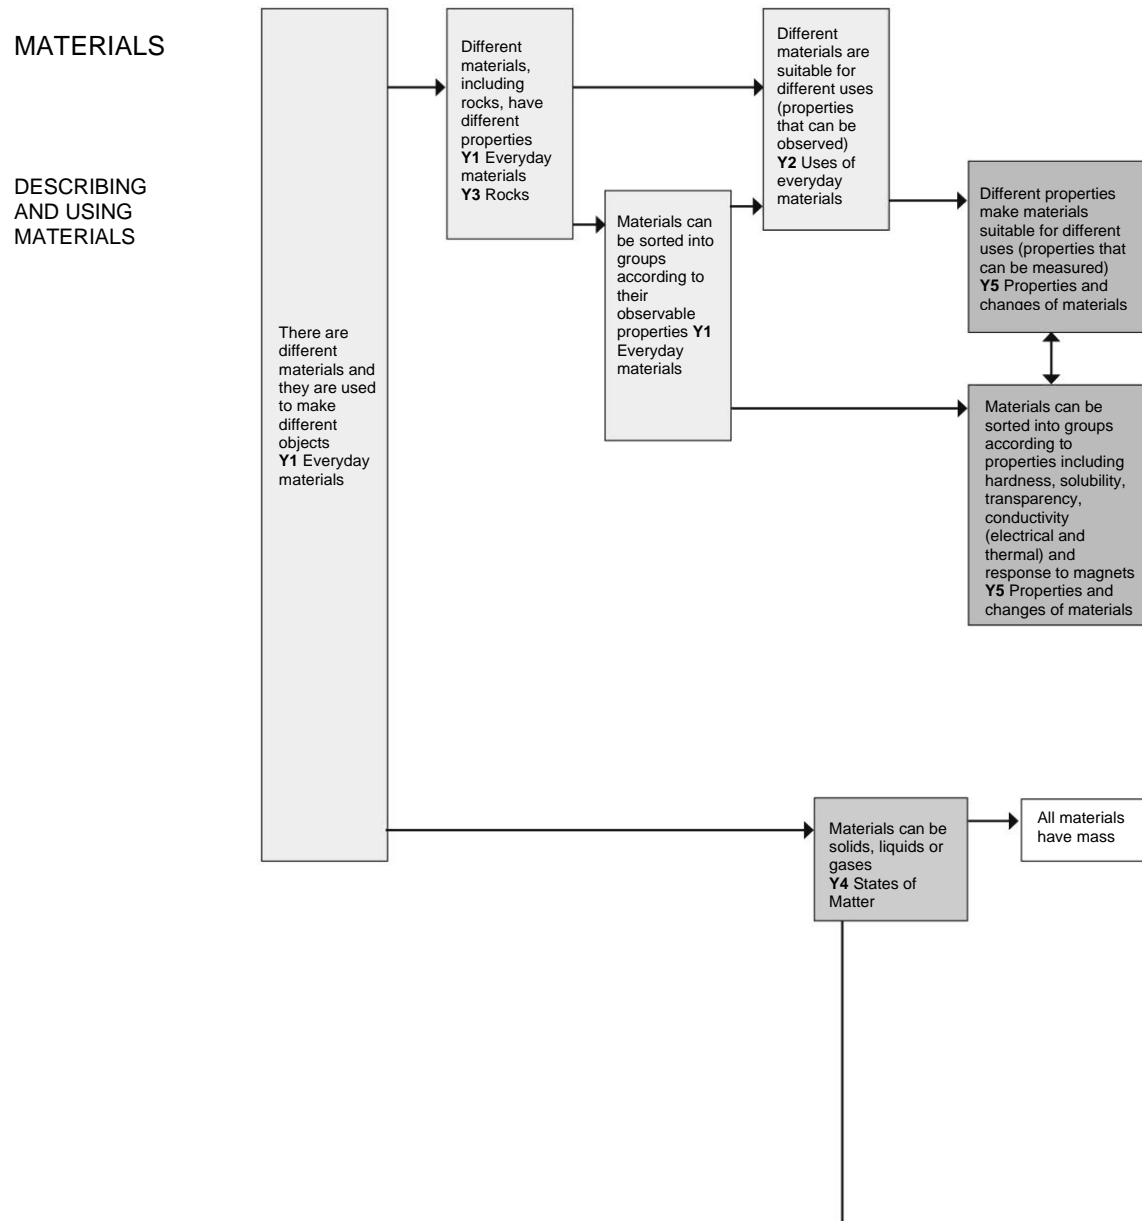 MATERIALS
DESCRIBING
AND USING
MATERIALS
There are
different
materials and
they are used
to make
different
objects
Y1 Everyday
materials
Different
materials,
including
rocks, have
different
properties
Y1 Everyday
materials
Y3 Rocks
Materials can
be sorted into
groups
according to
their
observable
properties Y1
Everyday
materials
Different
materials are
suitable for
different uses
(properties
that can be
observed)
Y2 Uses of
everyday
materials
Different properties
make materials
suitable for different
uses (properties that
can be measured)
Y5 Properties and
changes of materials
Materials can be
sorted into groups
according to
properties including
hardness, solubility,
transparency,
conductivity
(electrical and
thermal) and
response to magnets
Y5 Properties and
changes of materials
Materials can be
solids, liquids or
gases
Y4 States of
Matter
All materials
have mass